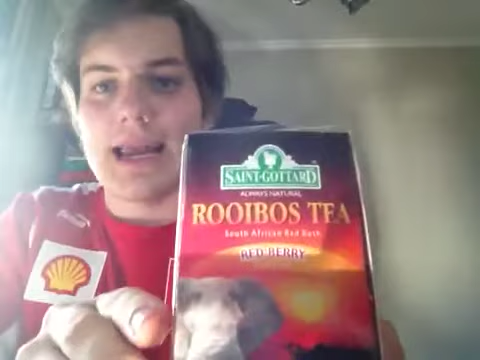 SAINT-GOTTARD
ALWAYS NATURAL
ROOIBOS TEA
South African Red Bush
RED BERRY